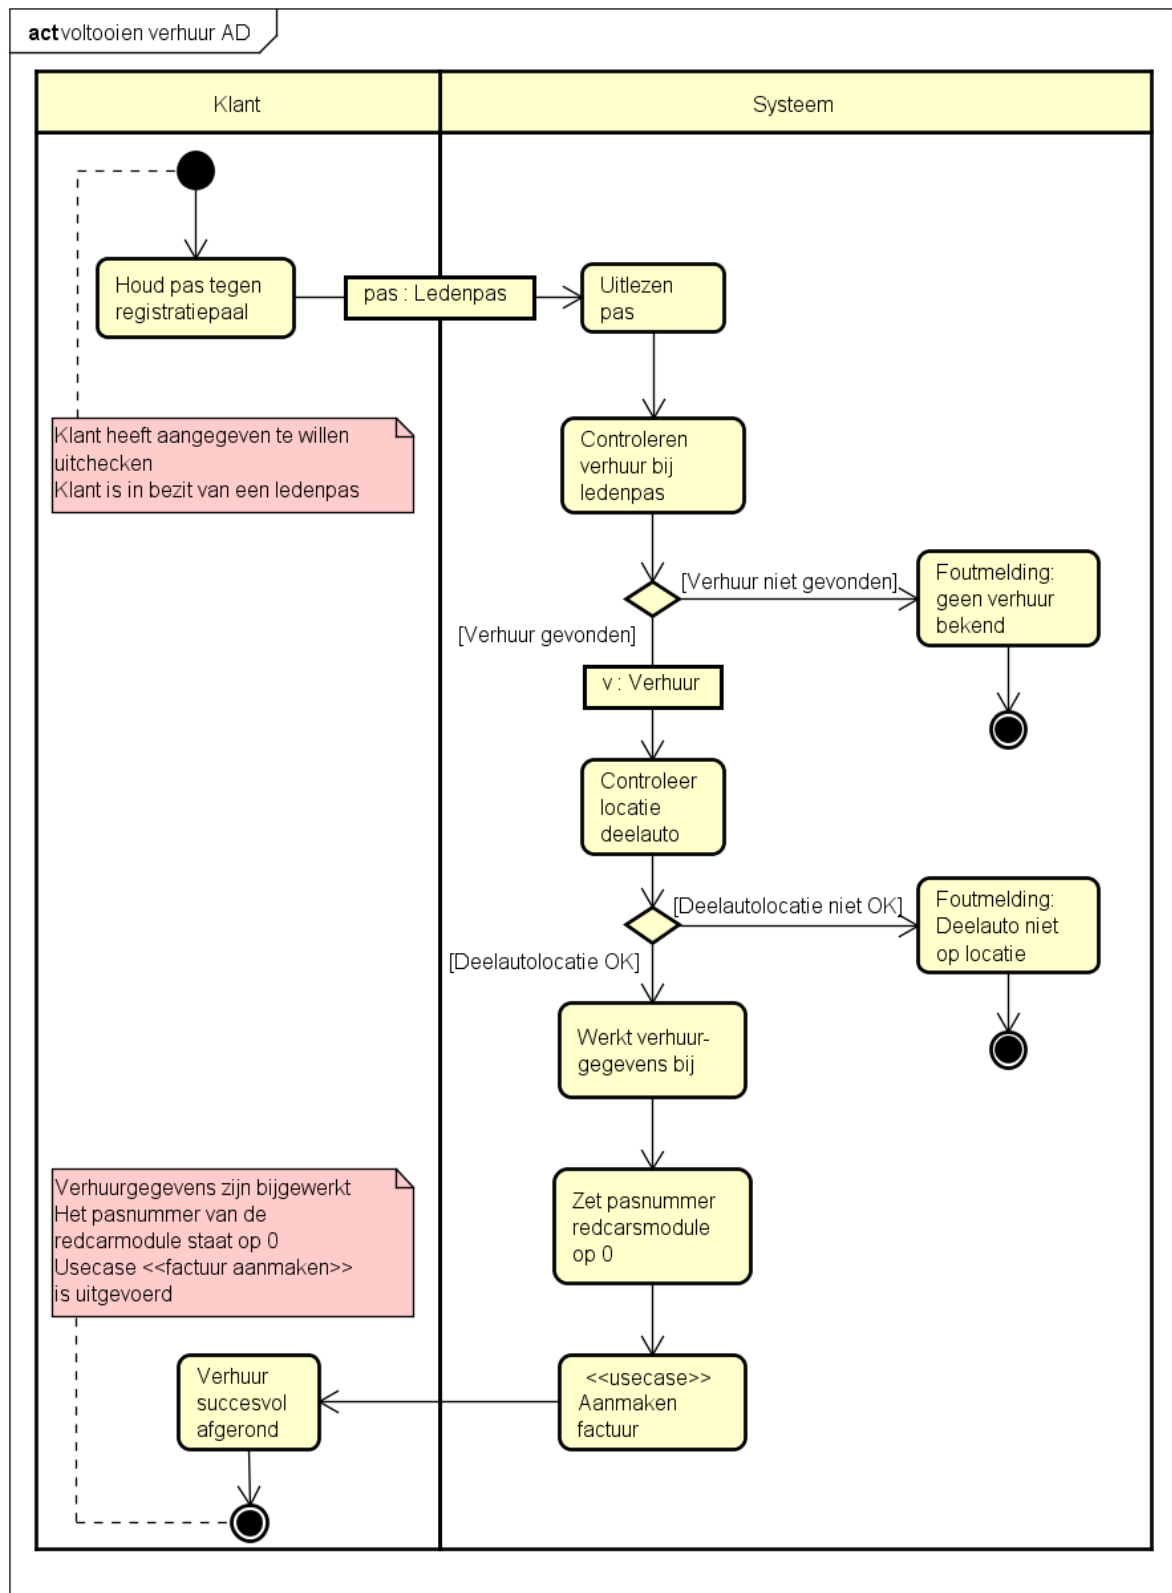 act voltooien verhuur AD
Klant
Systeem
Houd pas tegen
registratiepaal
pas : Ledenpas
Uitlezen
pas
Klant heeft aangegeven te willen
uitchecken
Klant is in bezit van een ledenpas
Controleren
verhuur bij
ledenpas
[Verhuur niet gevonden]
Foutmelding:
geen verhuur
bekend
[Verhuur gevonden]
v : Verhuur
Controleer
locatie
deelauto
[Deelautolocatie niet OK]
Foutmelding:
Deelauto niet
op locatie
[Deelautolocatie OK]
Werkt verhuur-
gegevens bij
Verhuurgegevens zijn bijgewerkt
Het pasnummer van de
redcarmodule staat op 0
Usecase <<factuur aanmaken>>
is uitgevoerd
Zet pasnummer
redcarsmodule
op 0
Verhuur
succesvol
afgerond
<<usecase>>
Aanmaken
factuur